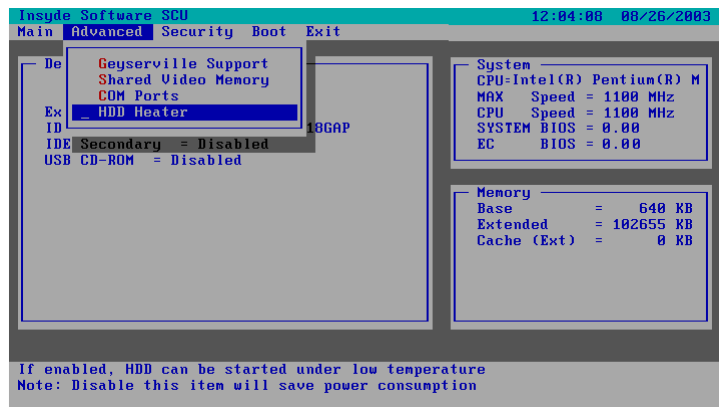 Insyde Software SCU 12:04:08 08/26/2003
Main Advanced Security Boot Exit
De
Geyserville Support
Shared Video Memory
COM Ports
_ HDD Heater
Ex
ID 18GAP
IDE Secondary = Disabled
USB CD-ROM = Disabled
System
CPU=Intel(R) Pentium(R) M
MAX Speed = 1100 MHz
CPU Speed = 1100 MHz
SYSTEM BIOS = 0.00
EC BIOS = 0.00
Memory
Base = 640 KB
Extended = 102655 KB
Cache (Ext) = 0 KB
If enabled, HDD can be started under low temperature
Note: Disable this item will save power consumption